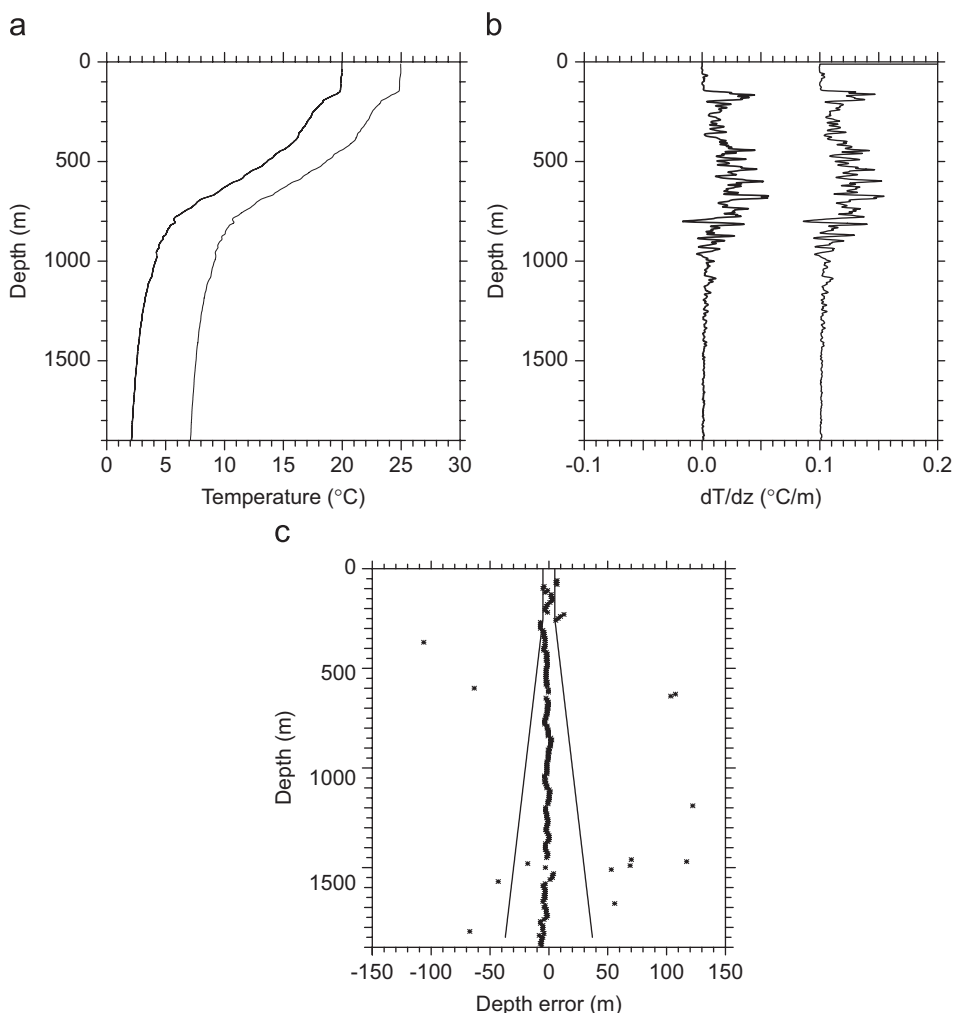 a
b
0
500
1000
1500
Depth (m)
0 5 10 15 20 25 30
Temperature (°C)
0
500
1000
1500
Depth (m)
-0.1 0.0 0.1 0.2
dT/dz (°C/m)
c
0
500
1000
1500
Depth (m)
-150 -100 -50 0 50 100 150
Depth error (m)